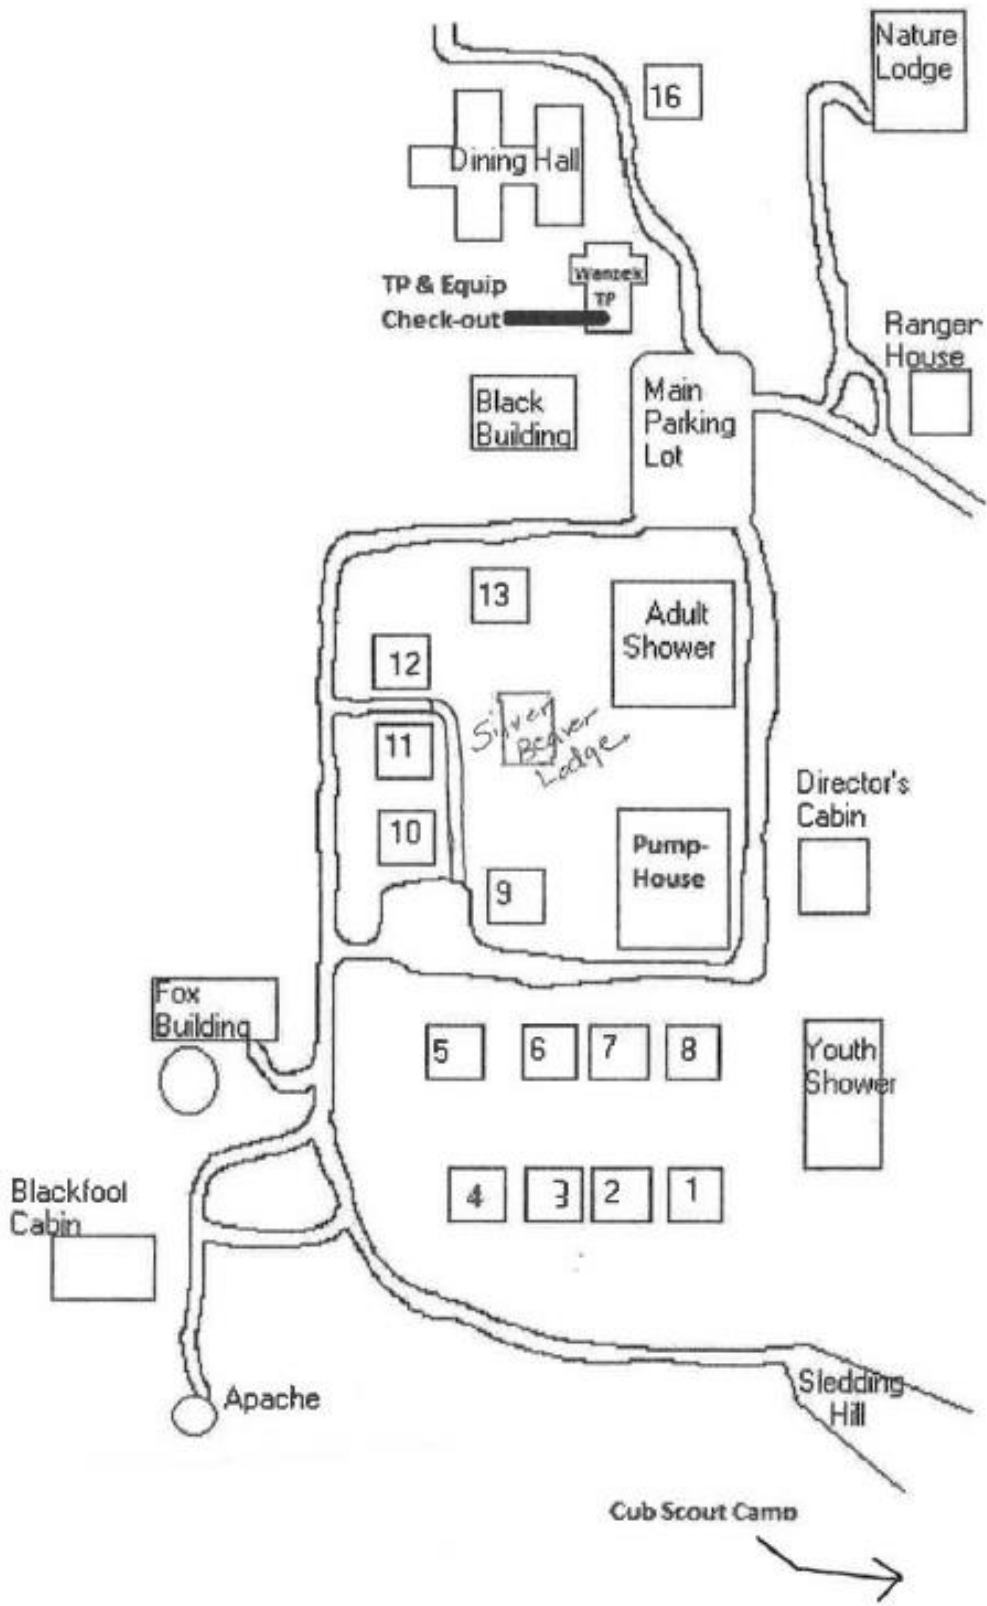 Nature
Lodge
16
Dining Hall
Wanzek
TP
TP & Equip
Check-out
Ranger
House
Main
Parking
Lot
Black
Building
13
Adult
Shower
12
Silver
Beaver
Lodge.
11
Director's
Cabin
10
Pump-
House
9
Fox
Building
5
6
7
8
Youth
Shower
Blackfool
Cabin
4
3
2
1
Apache
Sledding
Hill
Cub Scout Camp